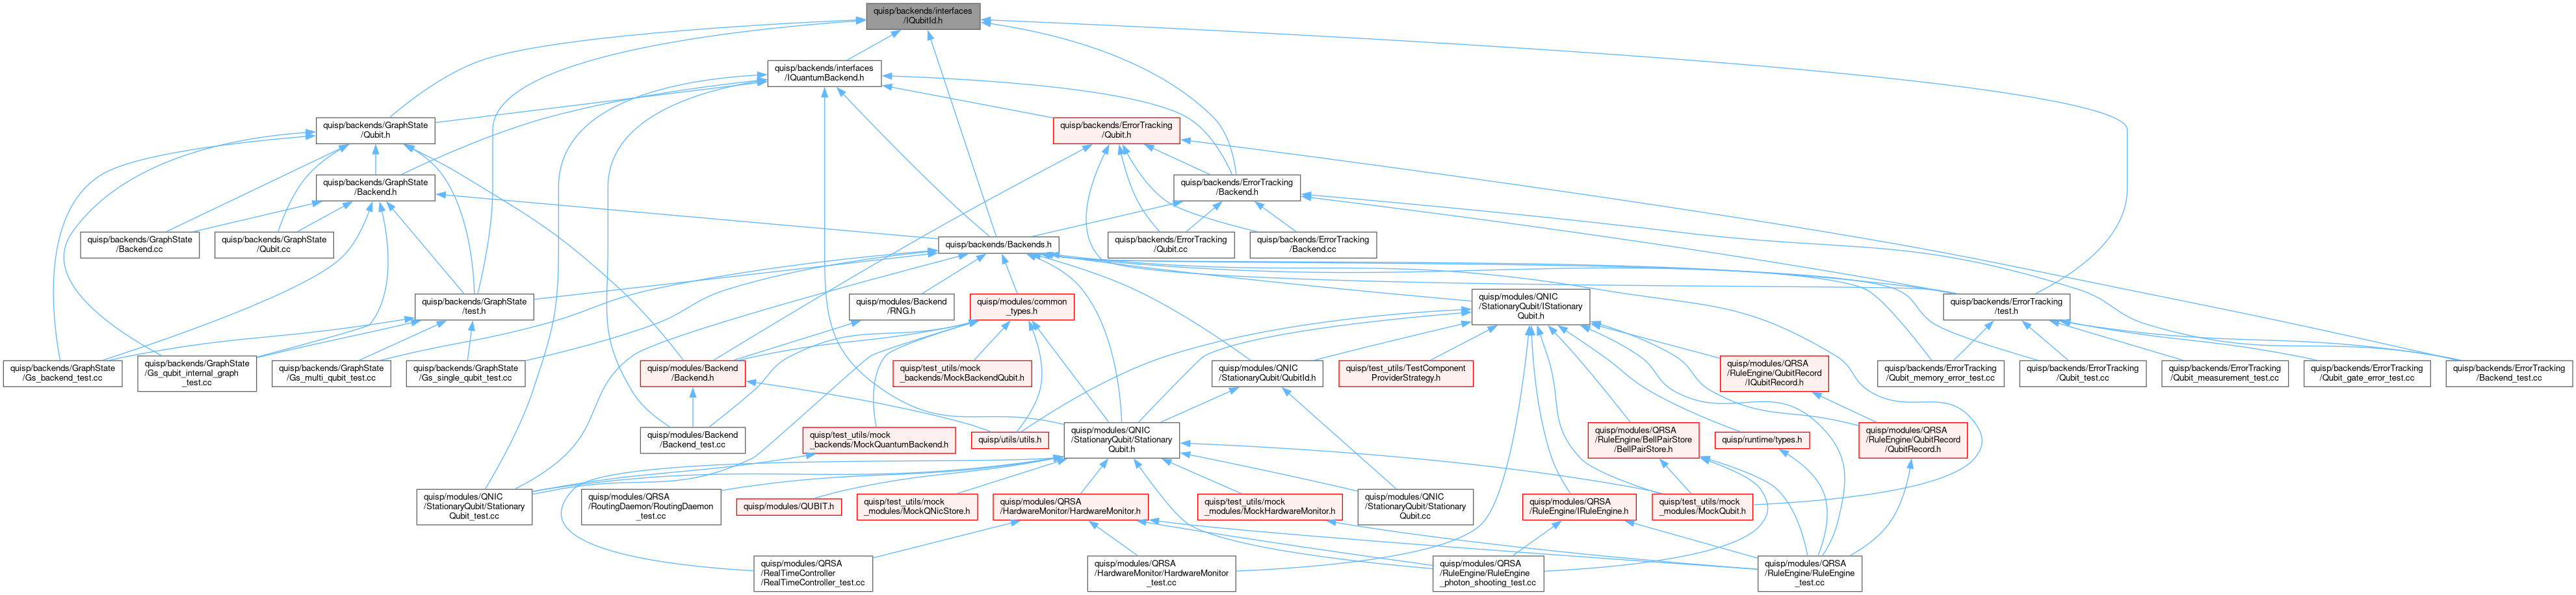 quisp/backends/interfaces
/IQubitId.h
quisp/backends/interfaces
/IQuantumBackend.h
quisp/backends/GraphState
/Qubit.h
quisp/backends/ErrorTracking
/Qubit.h
quisp/backends/GraphState
/Backend.h
quisp/backends/ErrorTracking
/Backend.h
quisp/backends/GraphState
/Backend.cc
quisp/backends/GraphState
/Qubit.cc
quisp/backends/Backends.h
quisp/backends/ErrorTracking
/Qubit.cc
quisp/backends/ErrorTracking
/Backend.cc
quisp/backends/GraphState
/test.h
quisp/modules/Backend
/RNG.h
quisp/modules/common
_types.h
quisp/modules/QNIC
/StationaryQubit/IStationary
Qubit.h
quisp/backends/ErrorTracking
/test.h
quisp/backends/GraphState
/Gs_backend_test.cc
quisp/backends/GraphState
/Gs_qubit_internal_graph
_test.cc
quisp/backends/GraphState
/Gs_multi_qubit_test.cc
quisp/backends/GraphState
/Gs_single_qubit_test.cc
quisp/modules/Backend
/Backend.h
quisp/test_utils/mock
_backends/MockBackendQubit.h
quisp/modules/QNIC
/StationaryQubit/QubitId.h
quisp/test_utils/TestComponent
ProviderStrategy.h
quisp/modules/QRSA
/RuleEngine/QubitRecord
/IQubitRecord.h
quisp/backends/ErrorTracking
/Qubit_memory_error_test.cc
quisp/backends/ErrorTracking
/Qubit_test.cc
quisp/backends/ErrorTracking
/Qubit_measurement_test.cc
quisp/backends/ErrorTracking
/Qubit_gate_error_test.cc
quisp/backends/ErrorTracking
/Backend_test.cc
quisp/modules/Backend
/Backend_test.cc
quisp/test_utils/mock
_backends/MockQuantumBackend.h
quisp/utils/utils.h
quisp/modules/QNIC
/StationaryQubit/Stationary
Qubit.h
quisp/modules/QRSA
/RuleEngine/BellPairStore
/BellPairStore.h
quisp/runtime/types.h
quisp/modules/QRSA
/RuleEngine/QubitRecord
/QubitRecord.h
quisp/modules/QNIC
/StationaryQubit/Stationary
Qubit_test.cc
quisp/modules/QRSA
/RoutingDaemon/RoutingDaemon
_test.cc
quisp/modules/QUBIT.h
quisp/test_utils/mock
_modules/MockQNicStore.h
quisp/modules/QRSA
/HardwareMonitor/HardwareMonitor.h
quisp/test_utils/mock
_modules/MockHardwareMonitor.h
quisp/modules/QNIC
/StationaryQubit/Stationary
Qubit.cc
quisp/modules/QRSA
/RuleEngine/IRuleEngine.h
quisp/test_utils/mock
_modules/MockQubit.h
quisp/modules/QRSA
/RealTimeController
/RealTimeController_test.cc
quisp/modules/QRSA
/HardwareMonitor/HardwareMonitor
_test.cc
quisp/modules/QRSA
/RuleEngine/RuleEngine
_photon_shooting_test.cc
quisp/modules/QRSA
/RuleEngine/RuleEngine
_test.cc